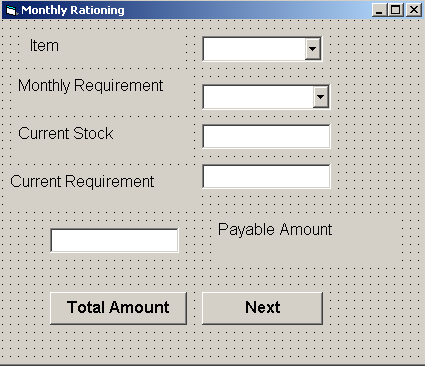 Monthly Rationing
Item
Monthly Requirement
Current Stock
Current Requirement
Payable Amount
Total Amount
Next